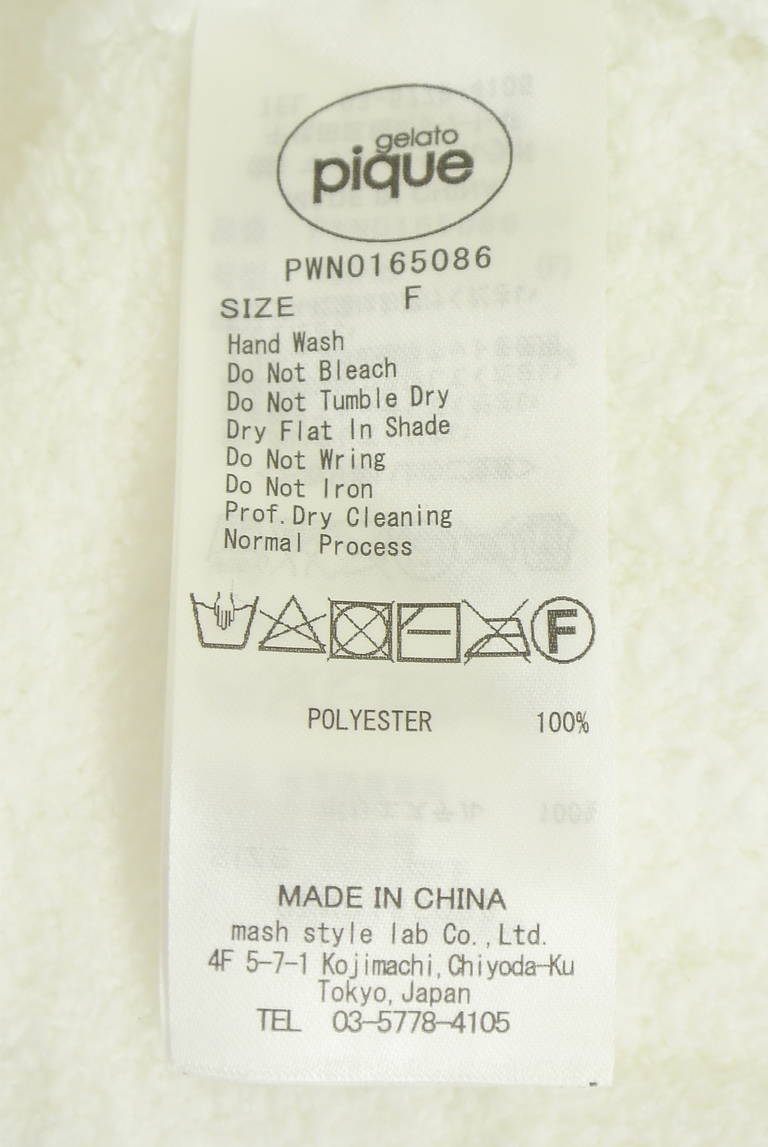 gelato
pique
PWNO165086
SIZE F
Hand Wash
Do Not Bleach
Do Not Tumble Dry
Dry Flat In Shade
Do Not Wring
Do Not Iron
Prof.Dry Cleaning
Normal Process
F
POLYESTER 100%
MADE IN CHINA
mash style lab Co.,Ltd.
4F 5-7-1 Kojimachi,Chiyoda-Ku
Tokyo,Japan
TEL 03-5778-4105